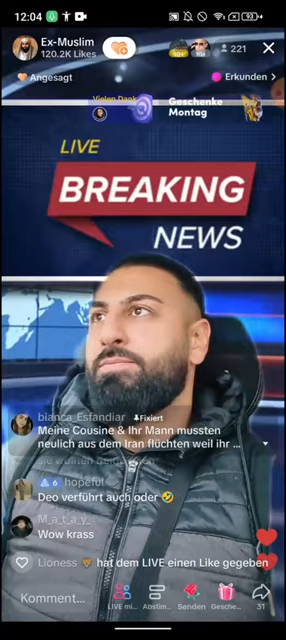 12:04
93
Ex-Muslim
120.2K Likes
221
Angesagt
Erkunden
Vielen Dank
Geschenke
Montag
LIVE
BREAKING
NEWS
bianca_Esfandiar Fixiert
Meine Cousine & Ihr Mann mussten
neulich aus dem Iran flüchten weil ihr ...
6 hopeful
Deo verführt auch oder 🤣
M_a_t_a_y_
Wow krass
Lioness 🦁 hat dem LIVE einen Like gegeben
Komment...
LIVE mi...
Abstim...
Senden
Gesche...
31